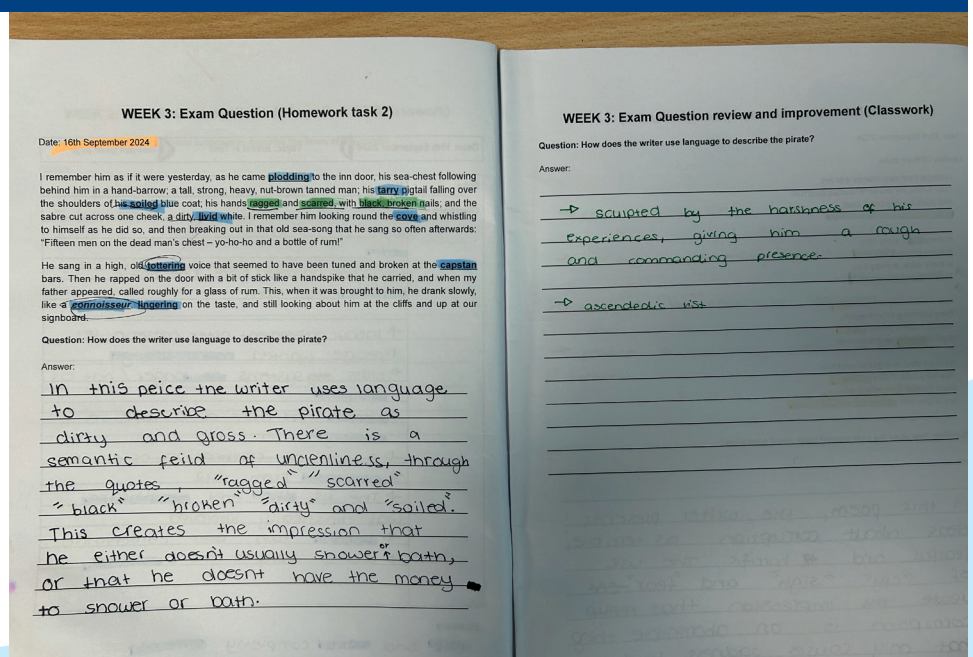 WEEK 3: Exam Question (Homework task 2)
Date: 16th September 2024
I remember him as if it were yesterday, as he came plodding to the inn door, his sea-chest following
behind him in a hand-barrow; a tall, strong, heavy, nut-brown tanned man; his tarry pigtail falling over
the shoulders of his soiled blue coat; his hands ragged and scarred, with black, broken nails; and the
sabre cut across one cheek, a dirty, livid white. I remember him looking round the cove and whistling
to himself as he did so, and then breaking out in that old sea-song that he sang so often afterwards:
“Fifteen men on the dead man's chest – yo-ho-ho and a bottle of rum!”
He sang in a high, old tottering voice that seemed to have been tuned and broken at the capstan
bars. Then he rapped on the door with a bit of stick like a handspike that he carried, and when my
father appeared, called roughly for a glass of rum. This, when it was brought to him, he drank slowly,
like a connoisseur lingering on the taste, and still looking about him at the cliffs and up at our
signboard.
Question: How does the writer use language to describe the pirate?
Answer:
In this peice the writer uses language
to describe the pirate as
dirty and gross. There is a
semantic feild of unclenliness, through
the quotes, "ragged" "scarred"
"black" "broken" "dirty" and "soiled".
This creates the impression that
he either doesn't usually shower or bath,
or that he doesnt have the money
to shower or bath.
WEEK 3: Exam Question review and improvement (Classwork)
Question: How does the writer use language to describe the pirate?
Answer:
→ sculpted by the harshness of his
experiences, giving him a rough
and commanding presence.
→ ascendedic list